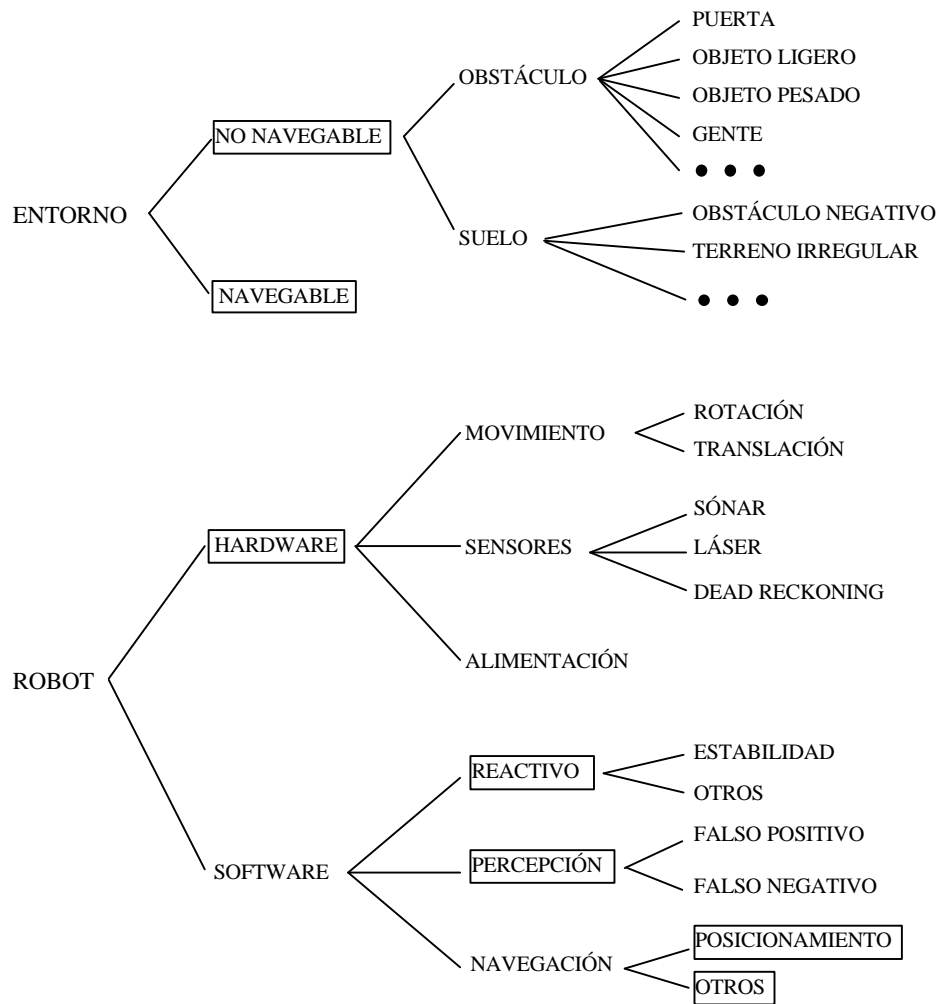 PUERTA
OBJETO LIGERO
OBSTÁCULO
OBJETO PESADO
NO NAVEGABLE
GENTE
• • •
ENTORNO
OBSTÁCULO NEGATIVO
SUELO
TERRENO IRREGULAR
NAVEGABLE
• • •
ROTACIÓN
MOVIMIENTO
TRANSLACIÓN
SÓNAR
HARDWARE
SENSORES
LÁSER
DEAD RECKONING
ALIMENTACIÓN
ROBOT
ESTABILIDAD
REACTIVO
OTROS
FALSO POSITIVO
SOFTWARE
PERCEPCIÓN
FALSO NEGATIVO
POSICIONAMIENTO
NAVEGACIÓN
OTROS